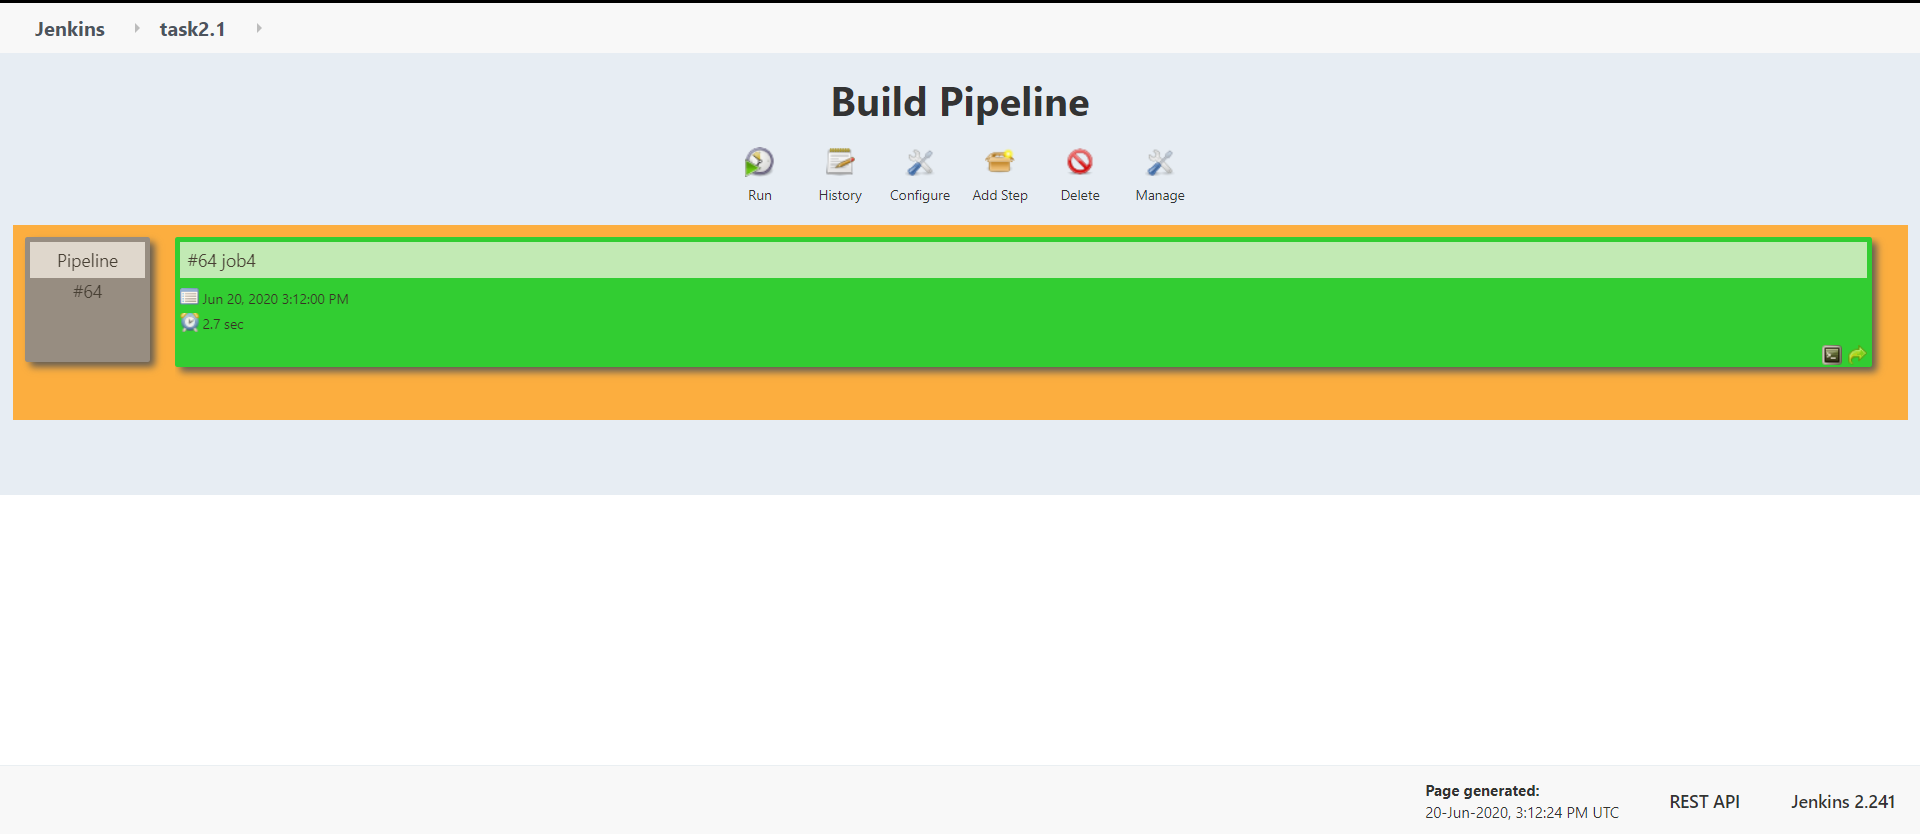 Jenkins task2.1
Build Pipeline
Run History Configure Add Step Delete Manage
Pipeline
#64
#64 job4
Jun 20, 2020 3:12:00 PM
2.7 sec
Page generated:
20-Jun-2020, 3:12:24 PM UTC
REST API
Jenkins 2.241